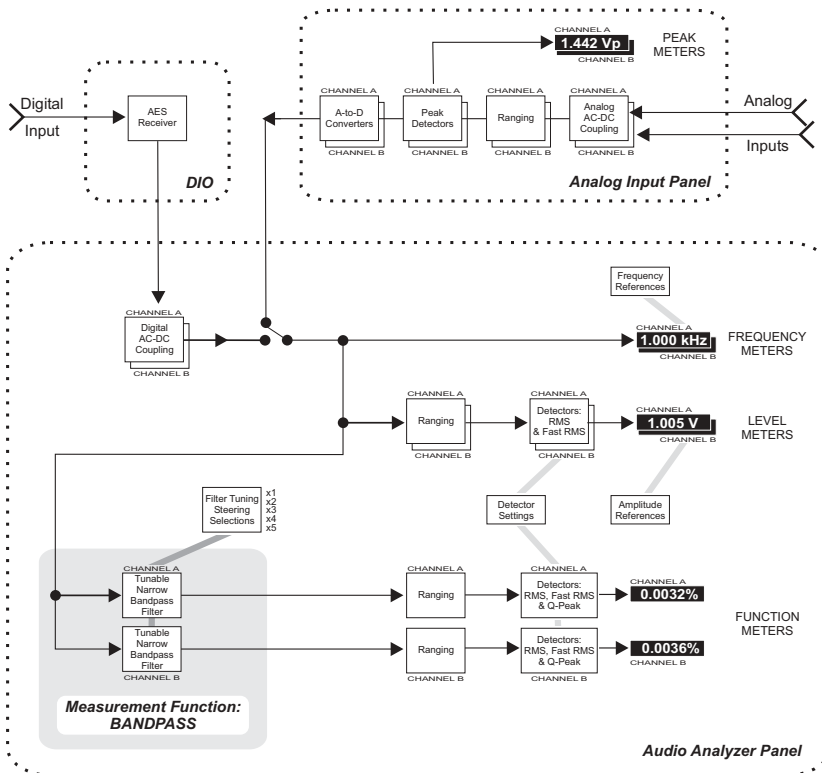 CHANNEL A
1.442 Vp
CHANNEL B
PEAK
METERS
Digital
Input
AES
Receiver
DIO
CHANNEL A
A-to-D
Converters
CHANNEL B
CHANNEL A
Peak
Detectors
CHANNEL B
CHANNEL A
Ranging
CHANNEL B
CHANNEL A
Analog
AC-DC
Coupling
CHANNEL B
Analog
Inputs
Analog Input Panel
Frequency
References
CHANNEL A
Digital
AC-DC
Coupling
CHANNEL B
CHANNEL A
1.000 kHz
CHANNEL B
FREQUENCY
METERS
CHANNEL A
Ranging
CHANNEL B
CHANNEL A
Detectors:
RMS
& Fast RMS
CHANNEL B
CHANNEL A
1.005 V
CHANNEL B
LEVEL
METERS
Filter Tuning
Steering
Selections
x1
x2
x3
x4
x5
Detector
Settings
Amplitude
References
CHANNEL A
Tunable
Narrow
Bandpass
Filter
Tunable
Narrow
Bandpass
Filter
CHANNEL B
CHANNEL A
Ranging
Ranging
CHANNEL B
CHANNEL A
Detectors:
RMS, Fast RMS
& Q-Peak
Detectors:
RMS, Fast RMS
& Q-Peak
CHANNEL B
CHANNEL A
0.0032%
0.0036%
CHANNEL B
FUNCTION
METERS
Measurement Function:
BANDPASS
Audio Analyzer Panel